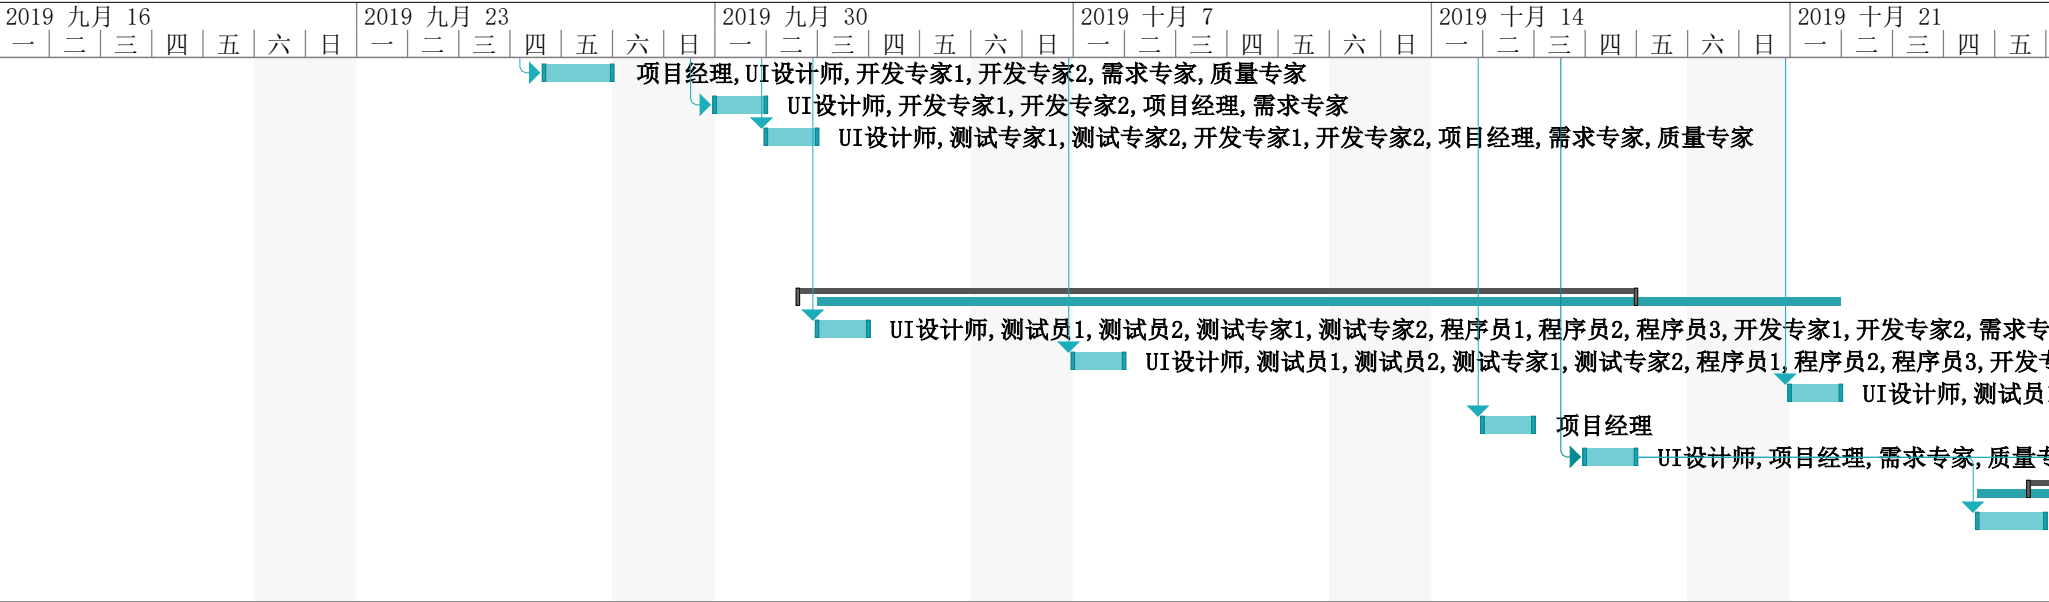 2019 九月 16 2019 九月 23 2019 九月 30 2019 十月 7 2019 十月 14 2019 十月 21
一 二 三 四 五 六 日 一 二 三 四 五 六 日 一 二 三 四 五 六 日 一 二 三 四 五 六 日 一 二 三 四 五 六 日 一 二 三 四 五
项目经理,UI设计师,开发专家1,开发专家2,需求专家,质量专家
UI设计师,开发专家1,开发专家2,项目经理,需求专家
UI设计师,测试专家1,测试专家2,开发专家1,开发专家2,项目经理,需求专家,质量专家
UI设计师,测试员1,测试员2,测试专家1,测试专家2,程序员1,程序员2,程序员3,开发专家1,开发专家2,需求专
UI设计师,测试员1,测试员2,测试专家1,测试专家2,程序员1,程序员2,程序员3,开发
UI设计师,测试员
项目经理
UI设计师,项目经理,需求专家,质量